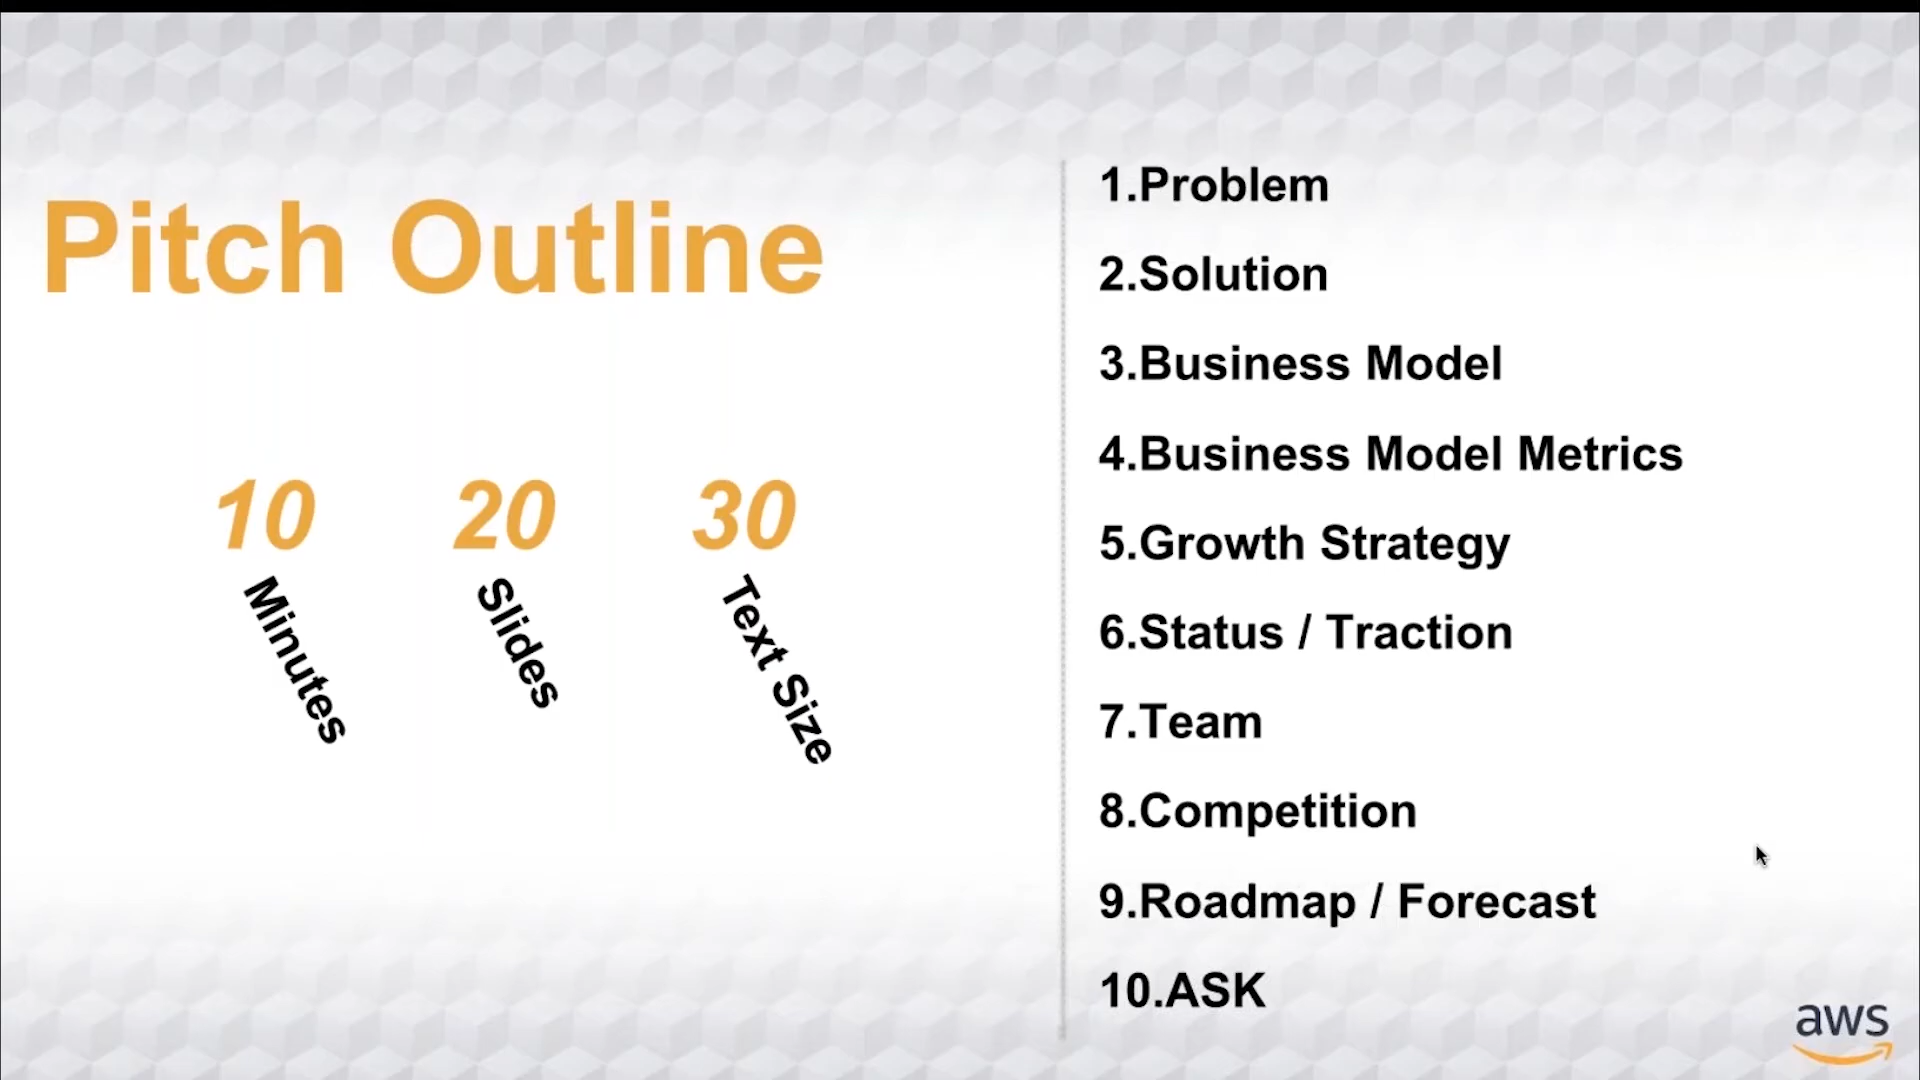 Pitch Outline
10 20 30
Minutes Slides Text Size
1.Problem
2.Solution
3.Business Model
4.Business Model Metrics
5.Growth Strategy
6.Status / Traction
7.Team
8.Competition
9.Roadmap / Forecast
10.ASK
aws